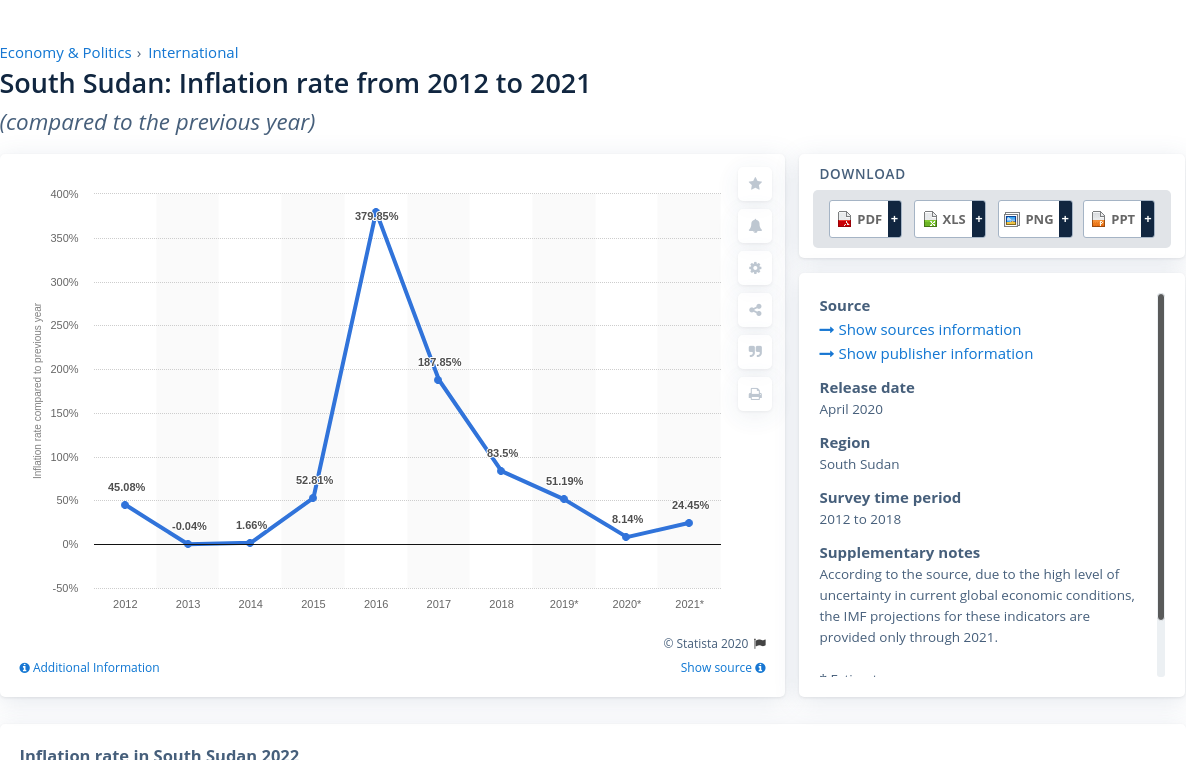 Economy & Politics › International
South Sudan: Inflation rate from 2012 to 2021
(compared to the previous year)
400%
350%
300%
250%
200%
150%
100%
50%
0%
-50%
Inflation rate compared to previous year
45.08%
-0.04%
1.66%
52.81%
379.85%
187.85%
83.5%
51.19%
8.14%
24.45%
2012 2013 2014 2015 2016 2017 2018 2019* 2020* 2021*
© Statista 2020
Additional Information
Show source
DOWNLOAD
PDF + XLS + PNG + PPT +
Source
Show sources information
Show publisher information
Release date
April 2020
Region
South Sudan
Survey time period
2012 to 2018
Supplementary notes
According to the source, due to the high level of
uncertainty in current global economic conditions,
the IMF projections for these indicators are
provided only through 2021.
Inflation rate in South Sudan 2022